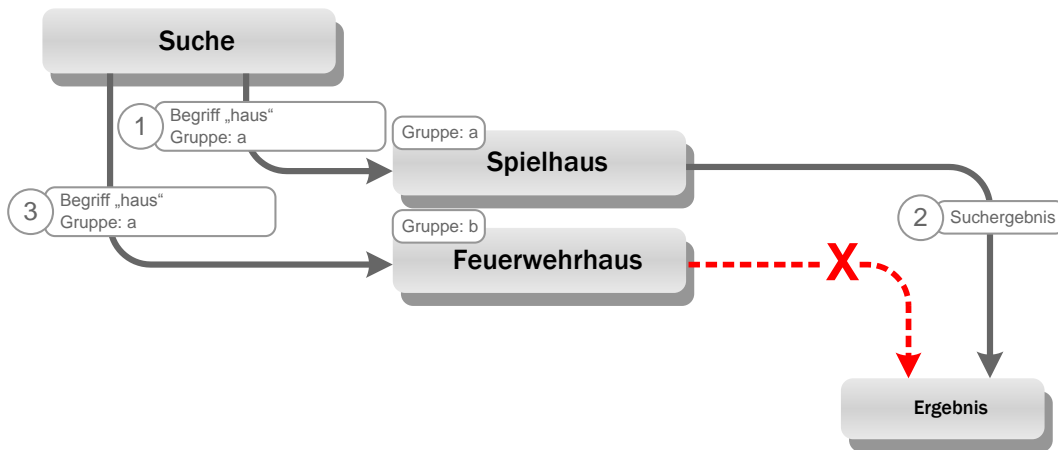 Suche
1
Begriff „haus“
Gruppe: a
Gruppe: a
Spielhaus
3
Begriff „haus“
Gruppe: a
2
Suchergebnis
Gruppe: b
Feuerwehrhaus
X
Ergebnis